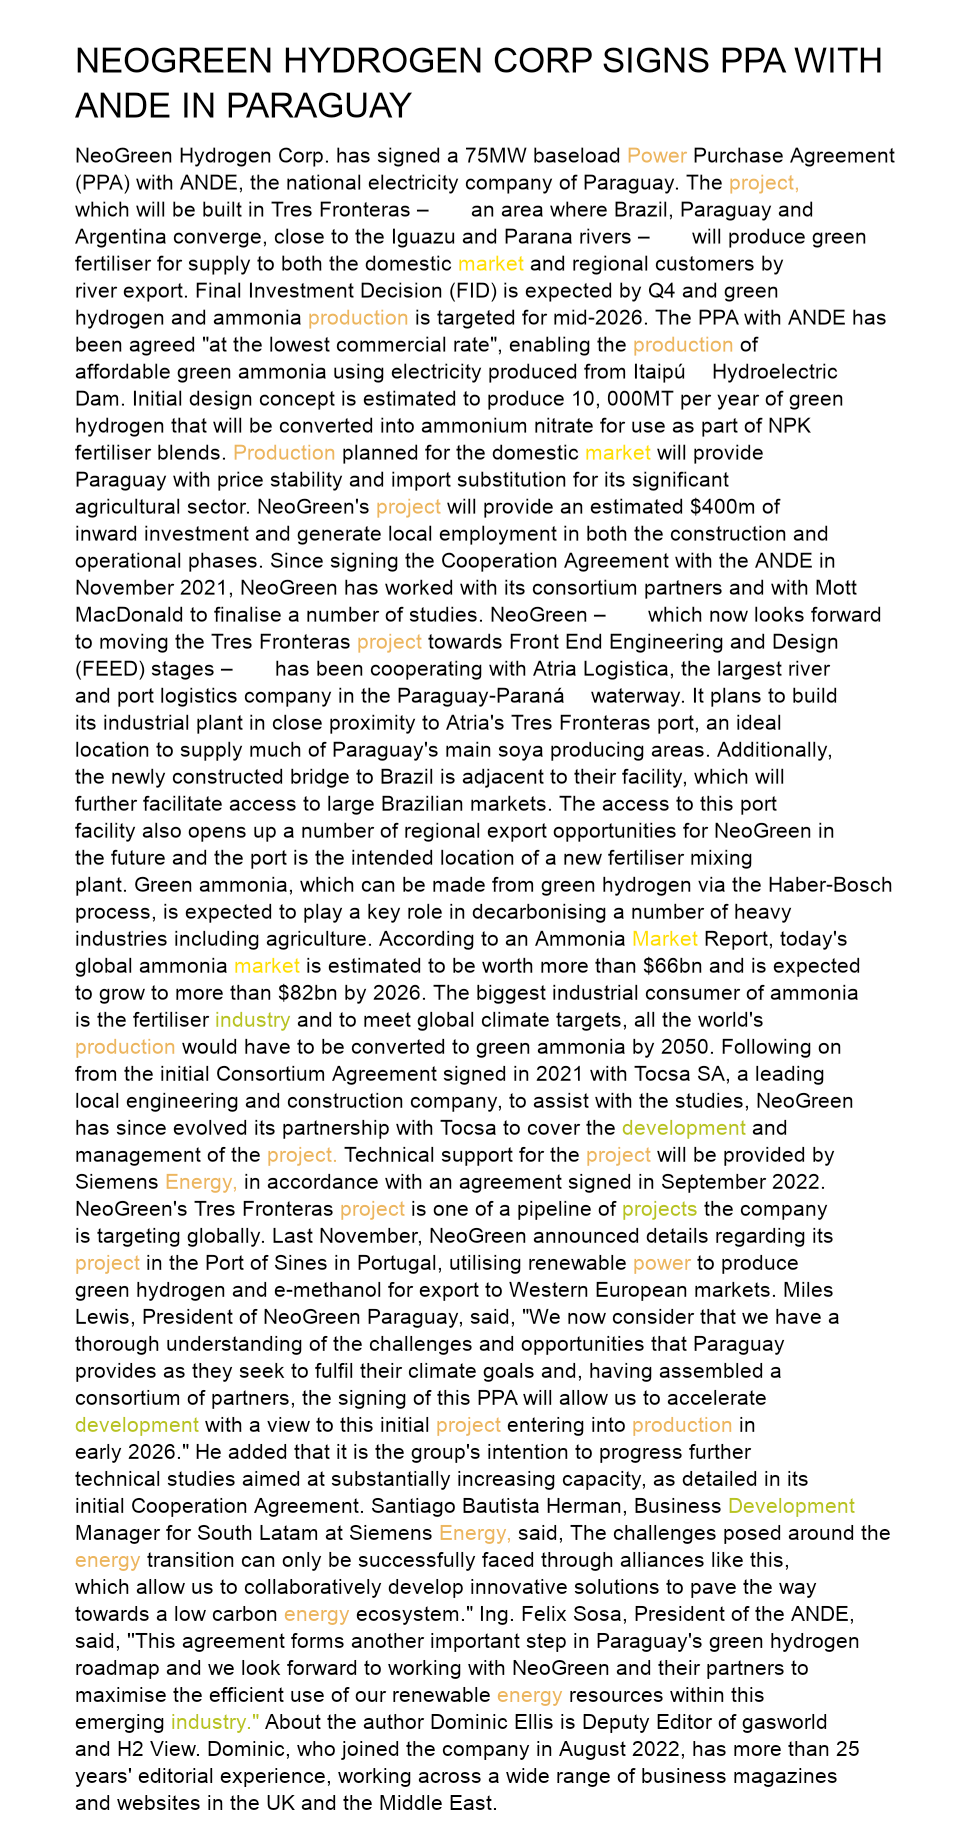 NEOGREEN HYDROGEN CORP SIGNS PPA WITH
ANDE IN PARAGUAY
NeoGreen Hydrogen Corp. has signed a 75MW baseload Power Purchase Agreement
(PPA) with ANDE, the national electricity company of Paraguay. The project,
which will be built in Tres Fronteras – an area where Brazil, Paraguay and
Argentina converge, close to the Iguazu and Parana rivers – will produce green
fertiliser for supply to both the domestic market and regional customers by
river export. Final Investment Decision (FID) is expected by Q4 and green
hydrogen and ammonia production is targeted for mid-2026. The PPA with ANDE has
been agreed "at the lowest commercial rate", enabling the production of
affordable green ammonia using electricity produced from Itaipú Hydroelectric
Dam. Initial design concept is estimated to produce 10, 000MT per year of green
hydrogen that will be converted into ammonium nitrate for use as part of NPK
fertiliser blends. Production planned for the domestic market will provide
Paraguay with price stability and import substitution for its significant
agricultural sector. NeoGreen's project will provide an estimated $400m of
inward investment and generate local employment in both the construction and
operational phases. Since signing the Cooperation Agreement with the ANDE in
November 2021, NeoGreen has worked with its consortium partners and with Mott
MacDonald to finalise a number of studies. NeoGreen – which now looks forward
to moving the Tres Fronteras project towards Front End Engineering and Design
(FEED) stages – has been cooperating with Atria Logistica, the largest river
and port logistics company in the Paraguay-Paraná waterway. It plans to build
its industrial plant in close proximity to Atria's Tres Fronteras port, an ideal
location to supply much of Paraguay's main soya producing areas. Additionally,
the newly constructed bridge to Brazil is adjacent to their facility, which will
further facilitate access to large Brazilian markets. The access to this port
facility also opens up a number of regional export opportunities for NeoGreen in
the future and the port is the intended location of a new fertiliser mixing
plant. Green ammonia, which can be made from green hydrogen via the Haber-Bosch
process, is expected to play a key role in decarbonising a number of heavy
industries including agriculture. According to an Ammonia Market Report, today's
global ammonia market is estimated to be worth more than $66bn and is expected
to grow to more than $82bn by 2026. The biggest industrial consumer of ammonia
is the fertiliser industry and to meet global climate targets, all the world's
production would have to be converted to green ammonia by 2050. Following on
from the initial Consortium Agreement signed in 2021 with Tocsa SA, a leading
local engineering and construction company, to assist with the studies, NeoGreen
has since evolved its partnership with Tocsa to cover the development and
management of the project. Technical support for the project will be provided by
Siemens Energy, in accordance with an agreement signed in September 2022.
NeoGreen's Tres Fronteras project is one of a pipeline of projects the company
is targeting globally. Last November, NeoGreen announced details regarding its
project in the Port of Sines in Portugal, utilising renewable power to produce
green hydrogen and e-methanol for export to Western European markets. Miles
Lewis, President of NeoGreen Paraguay, said, "We now consider that we have a
thorough understanding of the challenges and opportunities that Paraguay
provides as they seek to fulfil their climate goals and, having assembled a
consortium of partners, the signing of this PPA will allow us to accelerate
development with a view to this initial project entering into production in
early 2026." He added that it is the group's intention to progress further
technical studies aimed at substantially increasing capacity, as detailed in its
initial Cooperation Agreement. Santiago Bautista Herman, Business Development
Manager for South Latam at Siemens Energy, said, The challenges posed around the
energy transition can only be successfully faced through alliances like this,
which allow us to collaboratively develop innovative solutions to pave the way
towards a low carbon energy ecosystem." Ing. Felix Sosa, President of the ANDE,
said, "This agreement forms another important step in Paraguay's green hydrogen
roadmap and we look forward to working with NeoGreen and their partners to
maximise the efficient use of our renewable energy resources within this
emerging industry." About the author Dominic Ellis is Deputy Editor of gasworld
and H2 View. Dominic, who joined the company in August 2022, has more than 25
years' editorial experience, working across a wide range of business magazines
and websites in the UK and the Middle East.